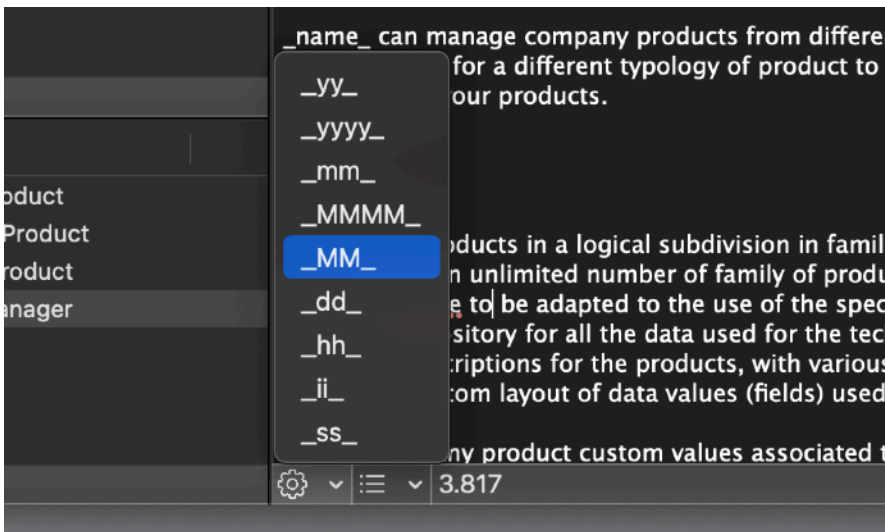 _name_ can manage company products from differe
for a different typology of product to
our products.
_yy_
_yyyy_
_mm_
_MMMM_
_MM_
_dd_
_hh_
_ii_
_ss_
oduct
Product
roduct
anager
ducts in a logical subdivision in famil
n unlimited number of family of produ
e to be adapted to the use of the spec
sitory for all the data used for the tec
riptions for the products, with various
tom layout of data values (fields) used
ny product custom values associated t
3.817